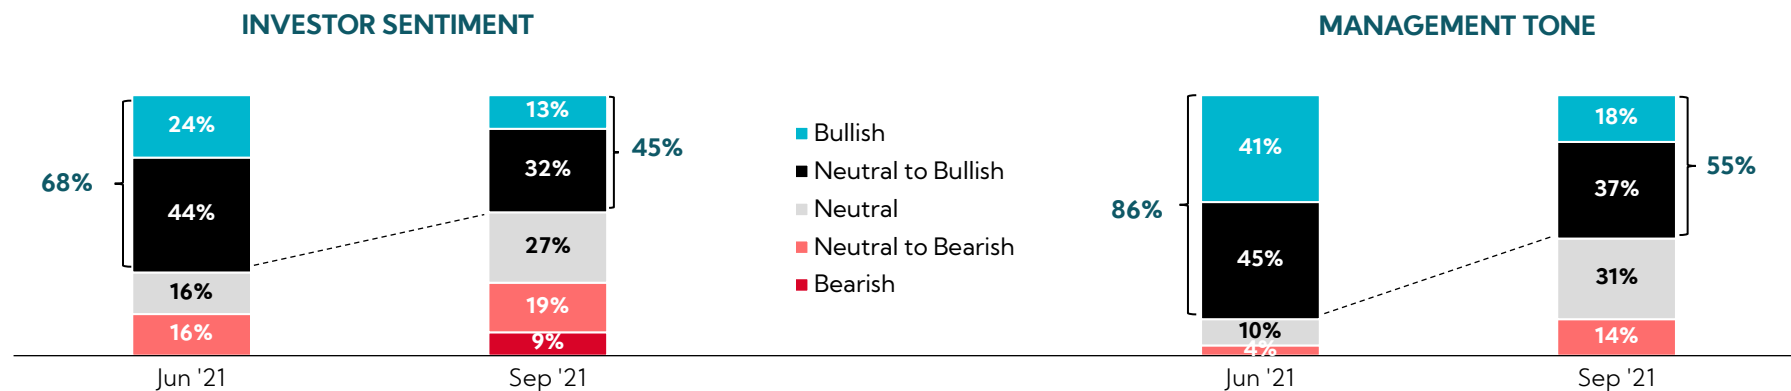 INVESTOR SENTIMENT
68%
24%
44%
16%
16%
Jun '21
13%
32%
27%
19%
9%
45%
Sep '21
Bullish
Neutral to Bullish
Neutral
Neutral to Bearish
Bearish
MANAGEMENT TONE
86%
41%
45%
10%
4%
Jun '21
18%
37%
31%
14%
55%
Sep '21